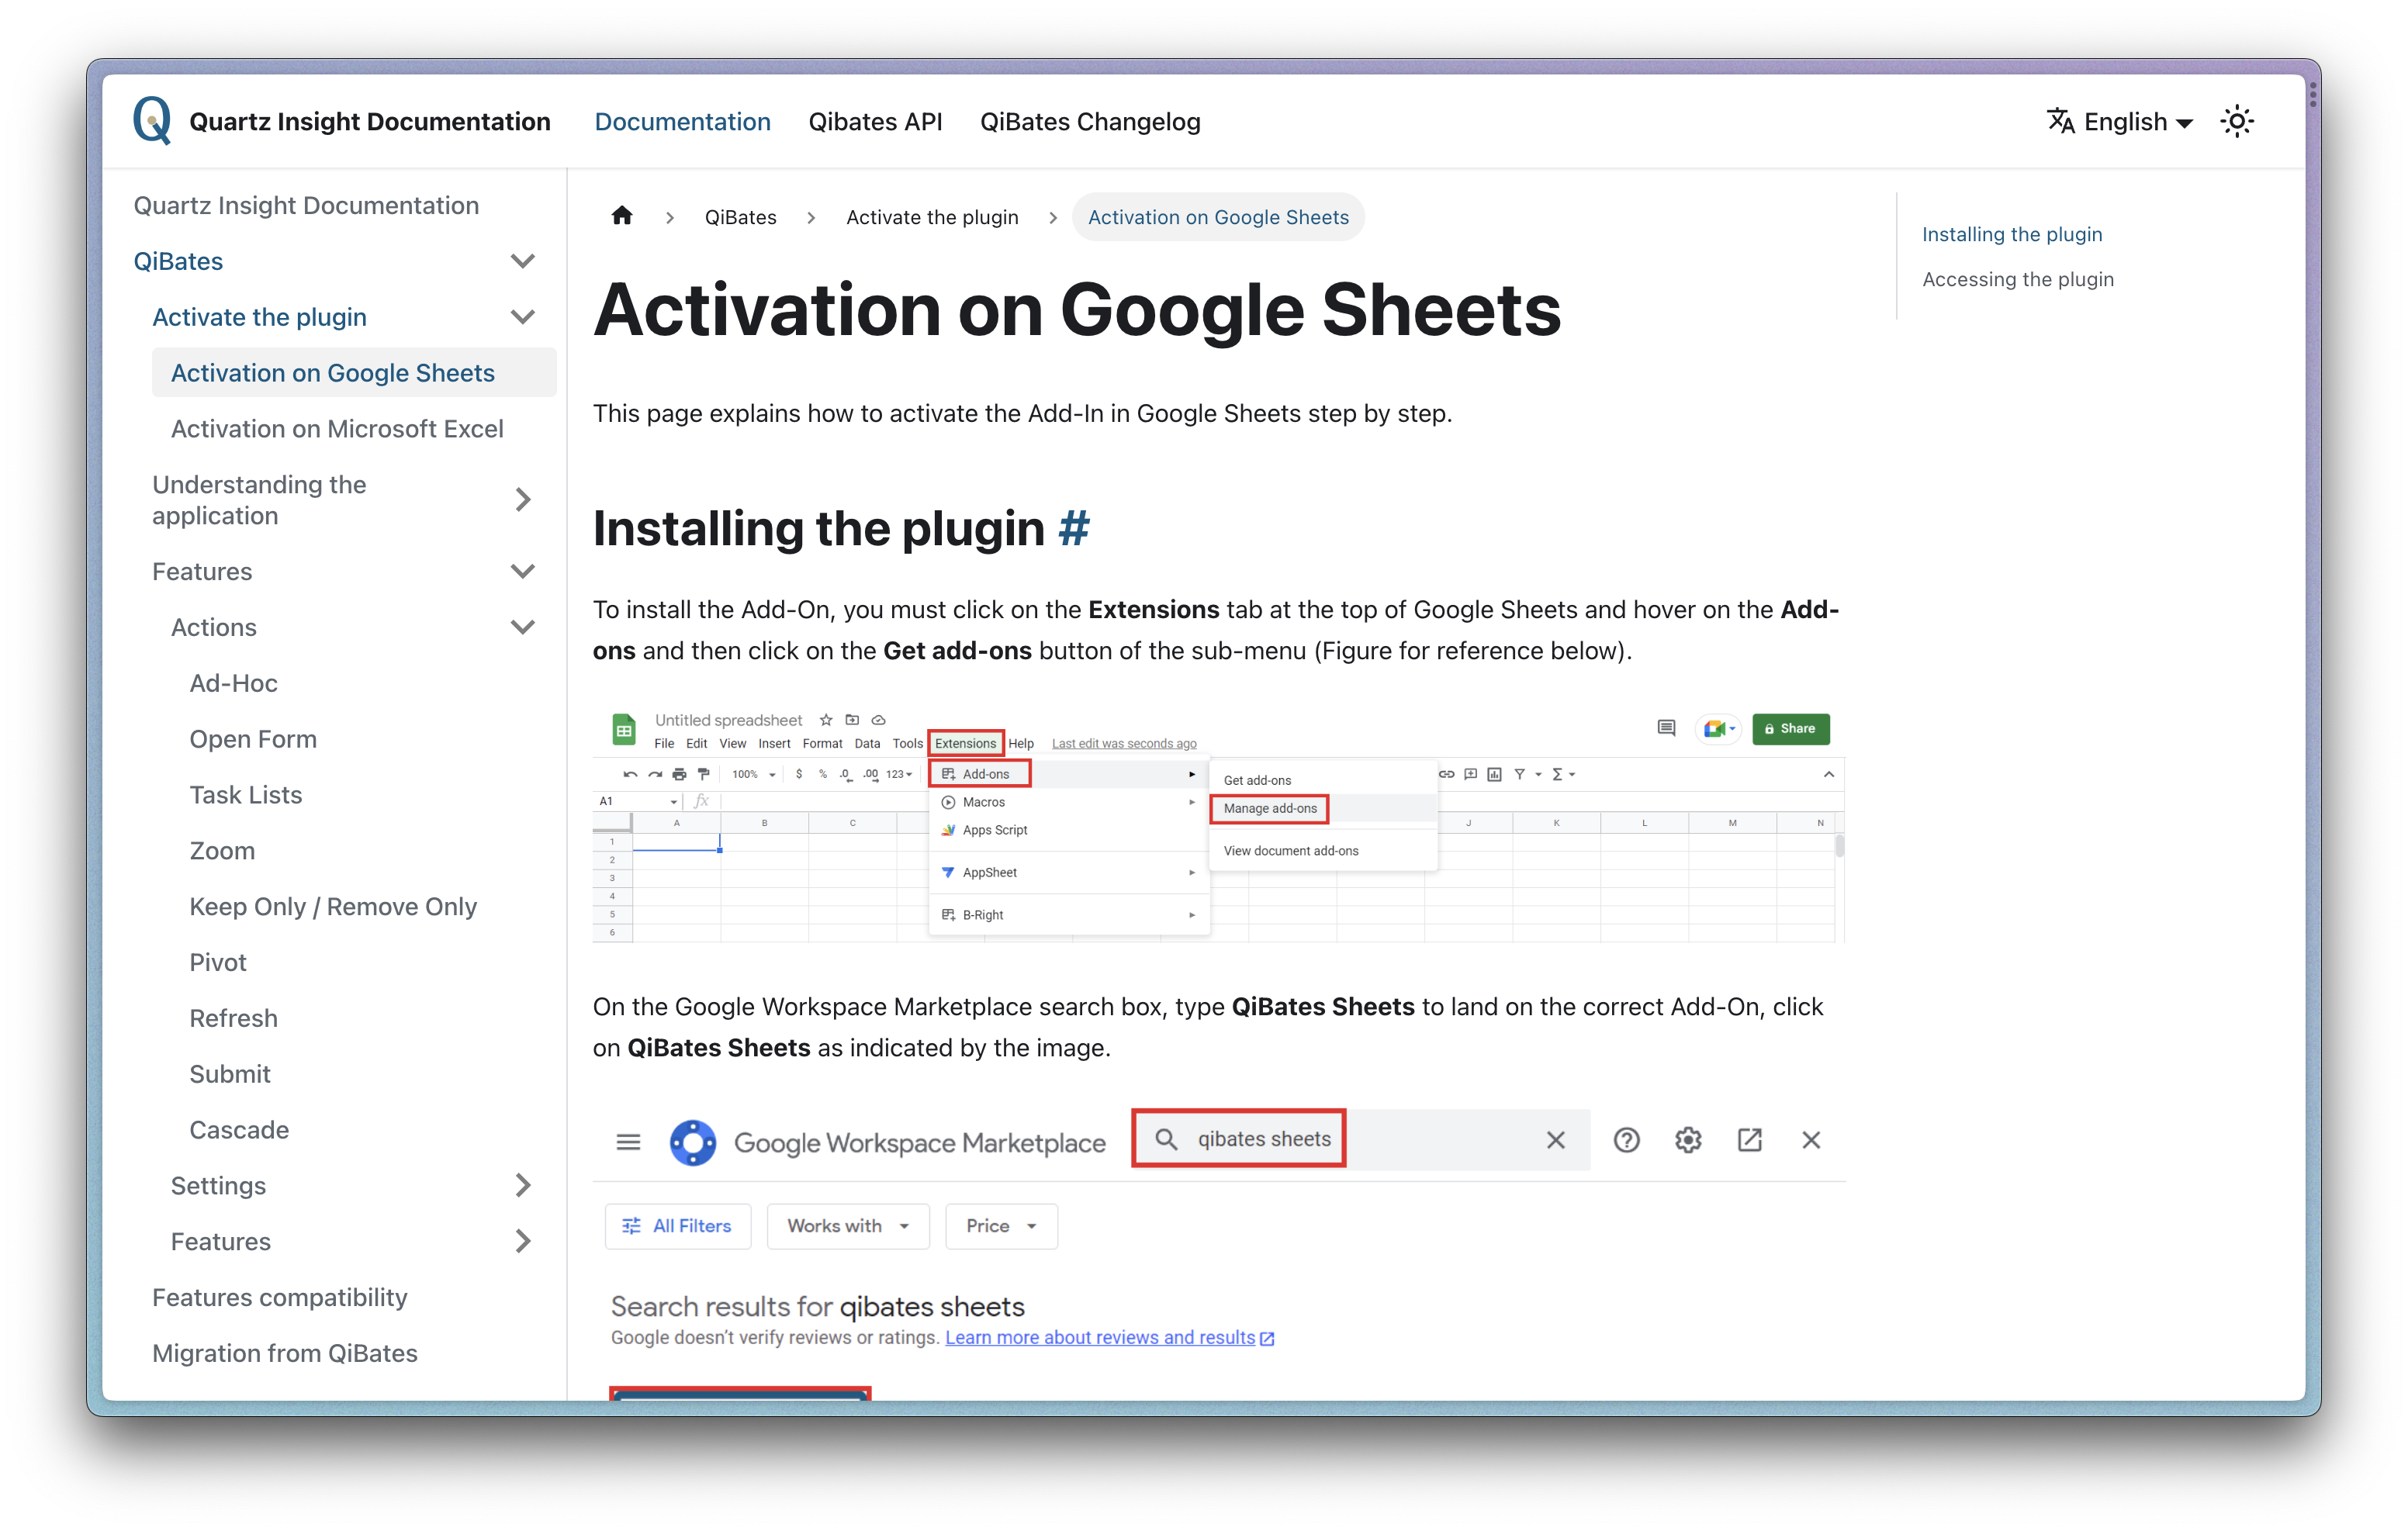 Quartz Insight Documentation
Documentation
Qibates API
QiBates Changelog
English
Quartz Insight Documentation
QiBates
Activate the plugin
Activation on Google Sheets
Activation on Microsoft Excel
Understanding the
application
Features
Actions
Ad-Hoc
Open Form
Task Lists
Zoom
Keep Only / Remove Only
Pivot
Refresh
Submit
Cascade
Settings
Features
Features compatibility
Migration from QiBates
QiBates > Activate the plugin > Activation on Google Sheets
Activation on Google Sheets
This page explains how to activate the Add-In in Google Sheets step by step.
Installing the plugin #
To install the Add-On, you must click on the Extensions tab at the top of Google Sheets and hover on the Add-
ons and then click on the Get add-ons button of the sub-menu (Figure for reference below).
Untitled spreadsheet
File Edit View Insert Format Data Tools Extensions Help Last edit was seconds ago
Share
100% $ % .0 .00 123
Add-ons
Macros
Apps Script
AppSheet
B-Right
Get add-ons
Manage add-ons
View document add-ons
A1 fx
A B C J K L M N
1
2
3
4
5
6
On the Google Workspace Marketplace search box, type QiBates Sheets to land on the correct Add-On, click
on QiBates Sheets as indicated by the image.
Google Workspace Marketplace
qibates sheets
All Filters
Works with
Price
Search results for qibates sheets
Google doesn't verify reviews or ratings. Learn more about reviews and results
Installing the plugin
Accessing the plugin